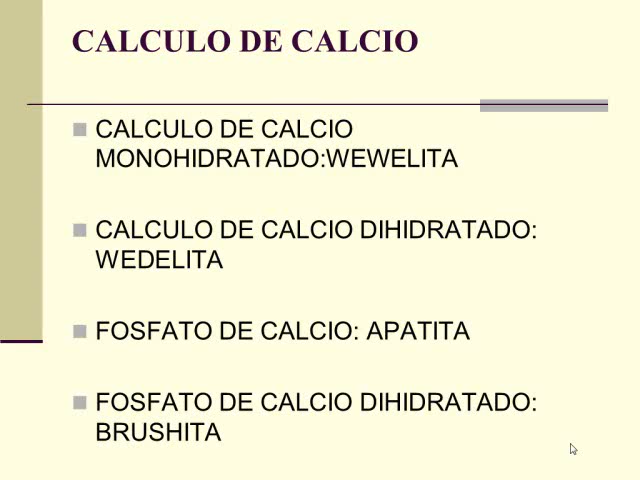 CALCULO DE CALCIO
CALCULO DE CALCIO
MONOHIDRATADO:WEWELITA
CALCULO DE CALCIO DIHIDRATADO:
WEDELITA
FOSFATO DE CALCIO: APATITA
FOSFATO DE CALCIO DIHIDRATADO:
BRUSHITA